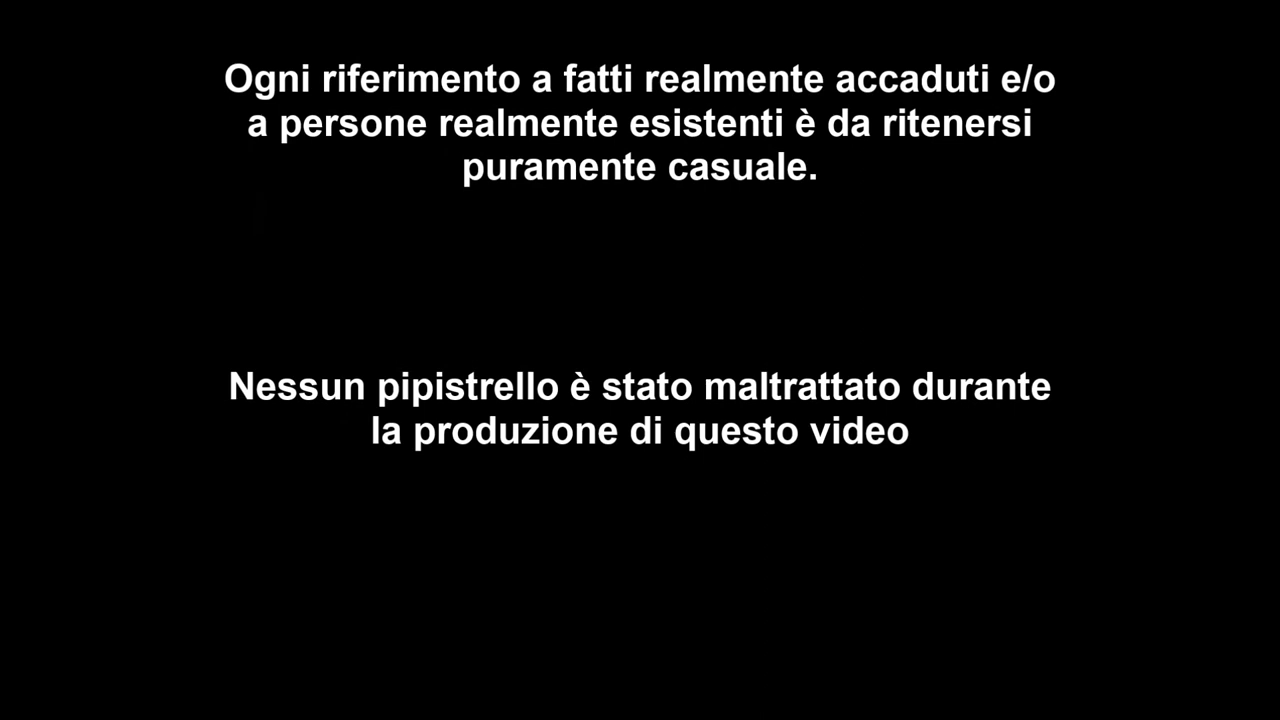 Ogni riferimento a fatti realmente accaduti e/o
a persone realmente esistenti è da ritenersi
puramente casuale.
Nessun pipistrello è stato maltrattato durante
la produzione di questo video